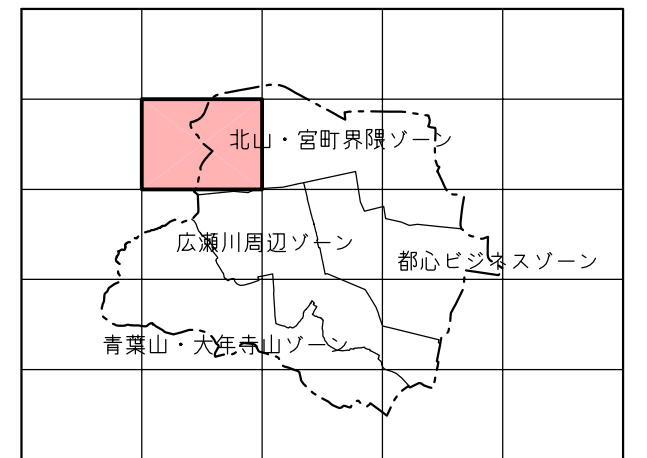 北山・宮町界隈ゾーン
広瀬川周辺ゾーン
都心ビジネスゾーン
青葉山・大年寺山ゾーン